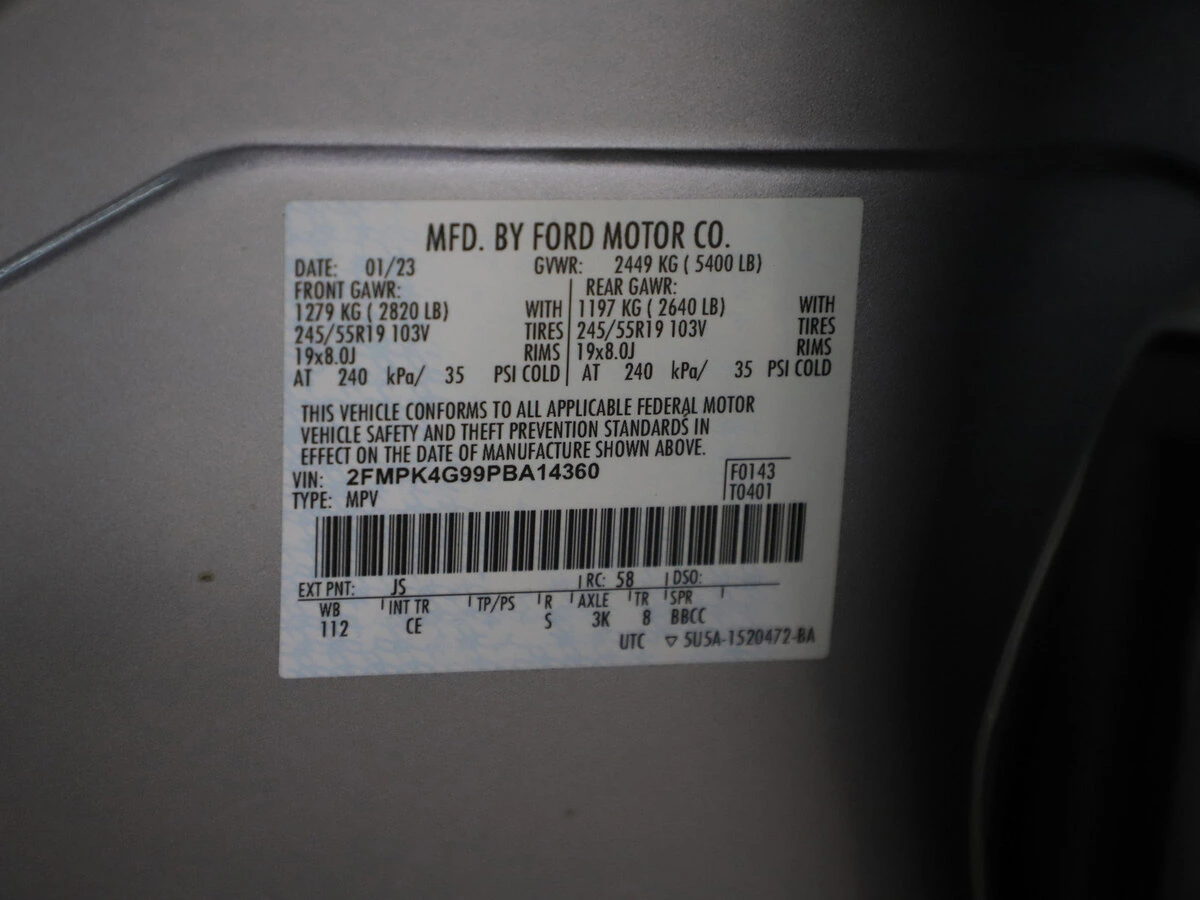 MFD. BY FORD MOTOR CO.
DATE: 01/23 GVWR: 2449 KG ( 5400 LB)
FRONT GAWR: REAR GAWR:
1279 KG ( 2820 LB) WITH 1197 KG ( 2640 LB) WITH
245/55R19 103V TIRES 245/55R19 103V TIRES
19x8.0J RIMS 19x8.0J RIMS
AT 240 kPa/ 35 PSI COLD AT 240 kPa/ 35 PSI COLD
THIS VEHICLE CONFORMS TO ALL APPLICABLE FEDERAL MOTOR
VEHICLE SAFETY AND THEFT PREVENTION STANDARDS IN
EFFECT ON THE DATE OF MANUFACTURE SHOWN ABOVE.
VIN: 2FMPK4G99PBA14360 F0143
TYPE: MPV T0401
EXT PNT: JS RC: 58 DSO:
WB INT TR TP/PS R AXLE TR SPR
112 CE S 3K 8 BBCC
UTC ▽ 5U5A-1520472-BA